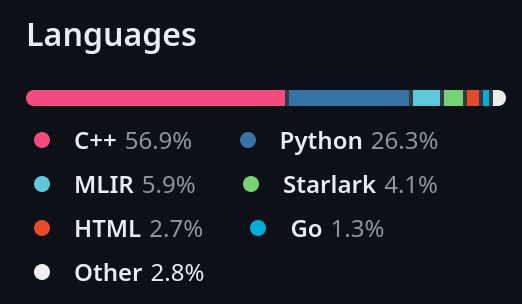 Languages
C++ 56.9% Python 26.3%
MLIR 5.9% Starlark 4.1%
HTML 2.7% Go 1.3%
Other 2.8%